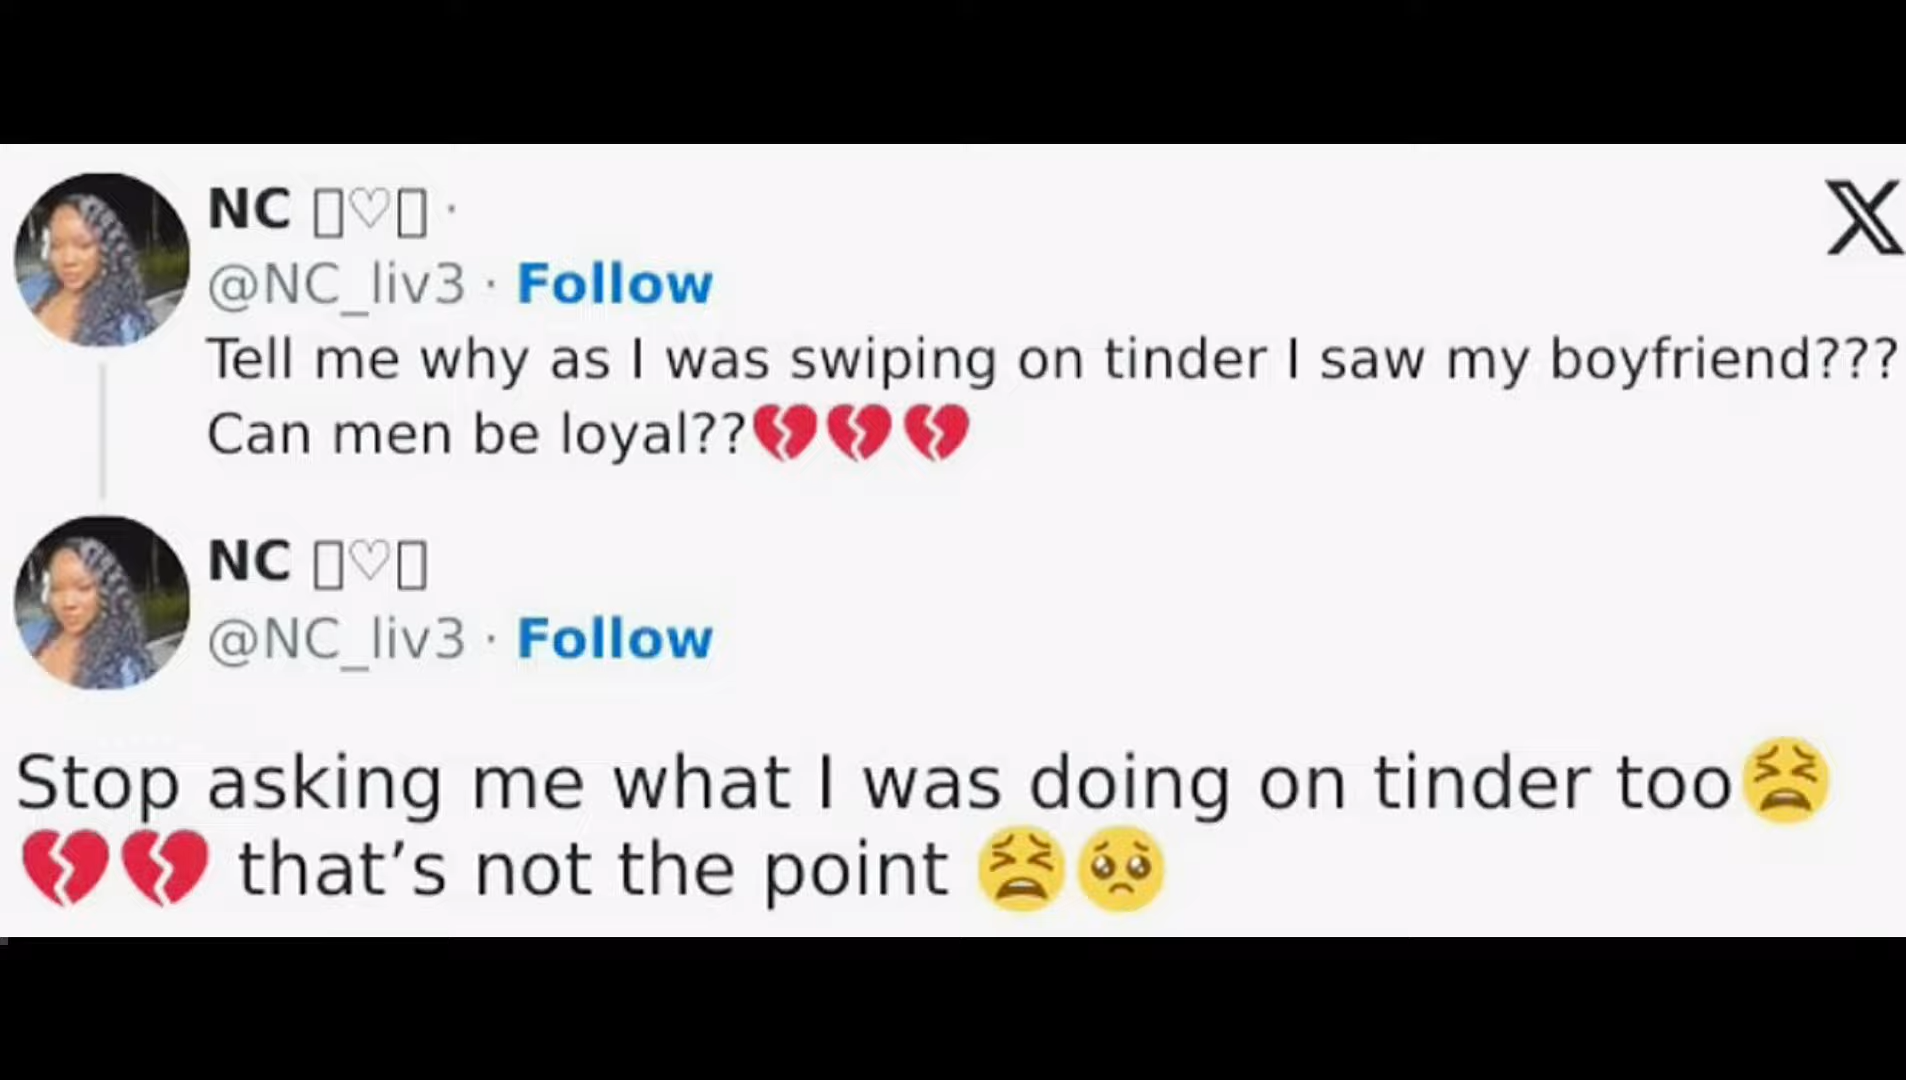 NC ♡ ·
@NC_liv3 · Follow
Tell me why as I was swiping on tinder I saw my boyfriend???
Can men be loyal??💔💔💔
NC ♡
@NC_liv3 · Follow
Stop asking me what I was doing on tinder too😫
💔💔 that’s not the point 😫🥺